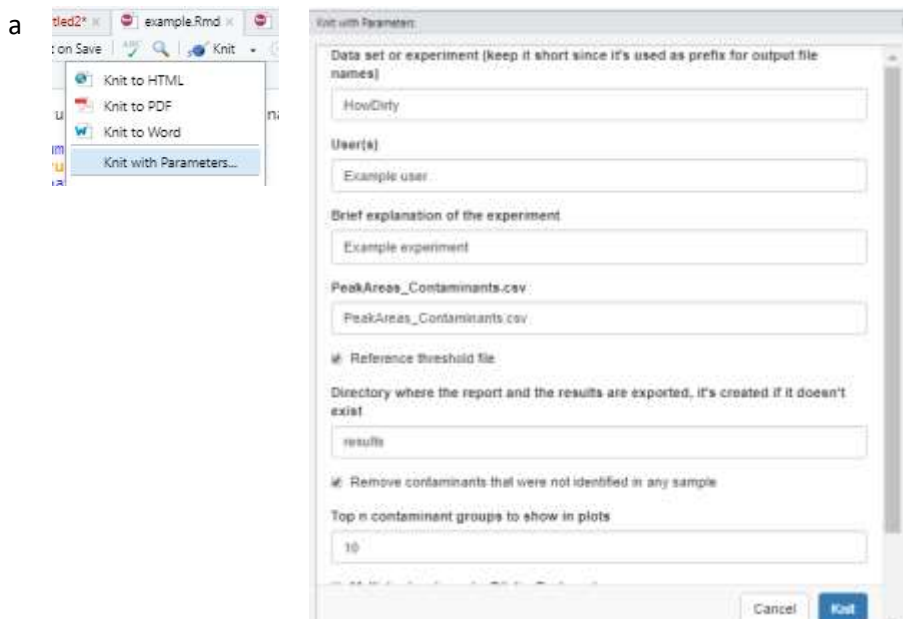 a
tled2*
example.Rmd
on Save
Knit
Knit to HTML
Knit to PDF
Knit to Word
Knit with Parameters...
Knit with Parameters
Data set or experiment (keep it short since it's used as prefix for output file
names)
HowDirty
User(s)
Example user
Brief explanation of the experiment
Example experiment
PeakAreas_Contaminants.csv
PeakAreas_Contaminants.csv
Reference threshold file
Directory where the report and the results are exported, it's created if it doesn't
exist
results
Remove contaminants that were not identified in any sample
Top n contaminant groups to show in plots
10
Cancel
Knit